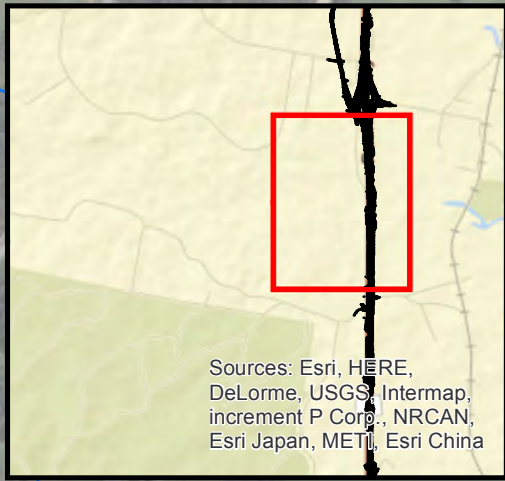 Sources: Esri, HERE,
DeLorme, USGS, Intermap,
increment P Corp., NRCAN,
Esri Japan, METI, Esri China